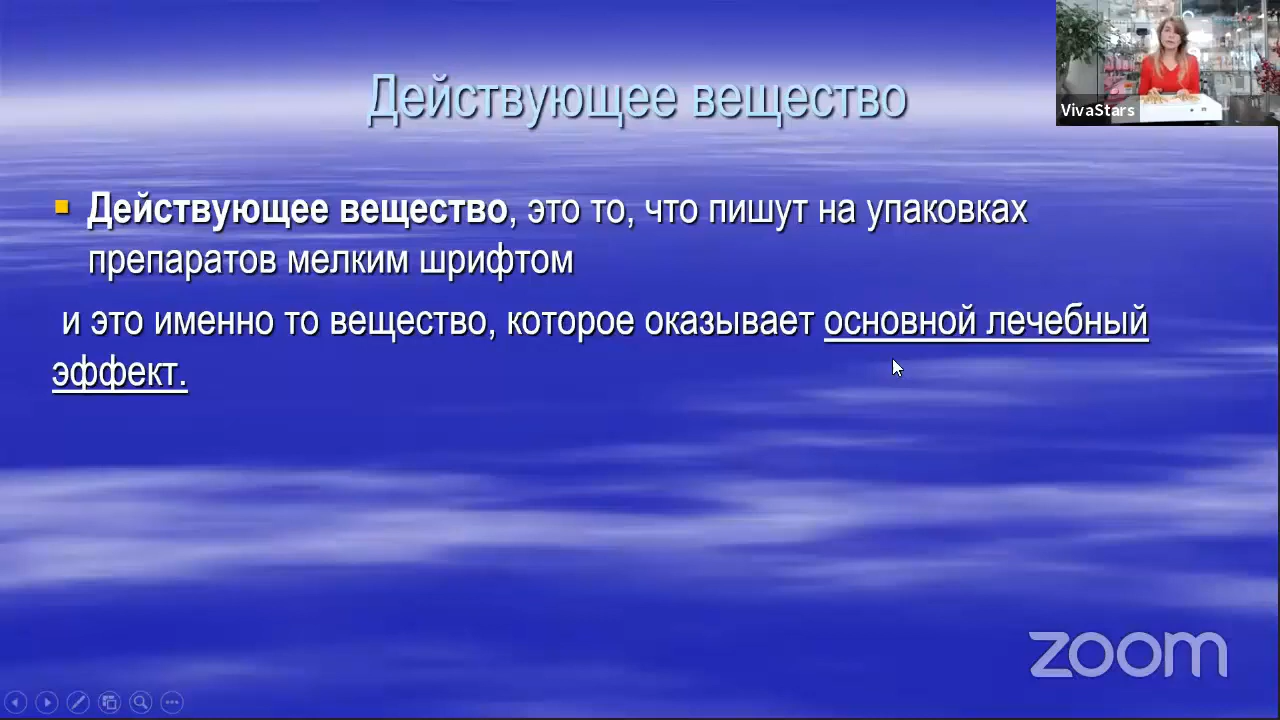 Действующее вещество
VivaStars
Действующее вещество, это то, что пишут на упаковках
препаратов мелким шрифтом
и это именно то вещество, которое оказывает основной лечебный
эффект.
zoom